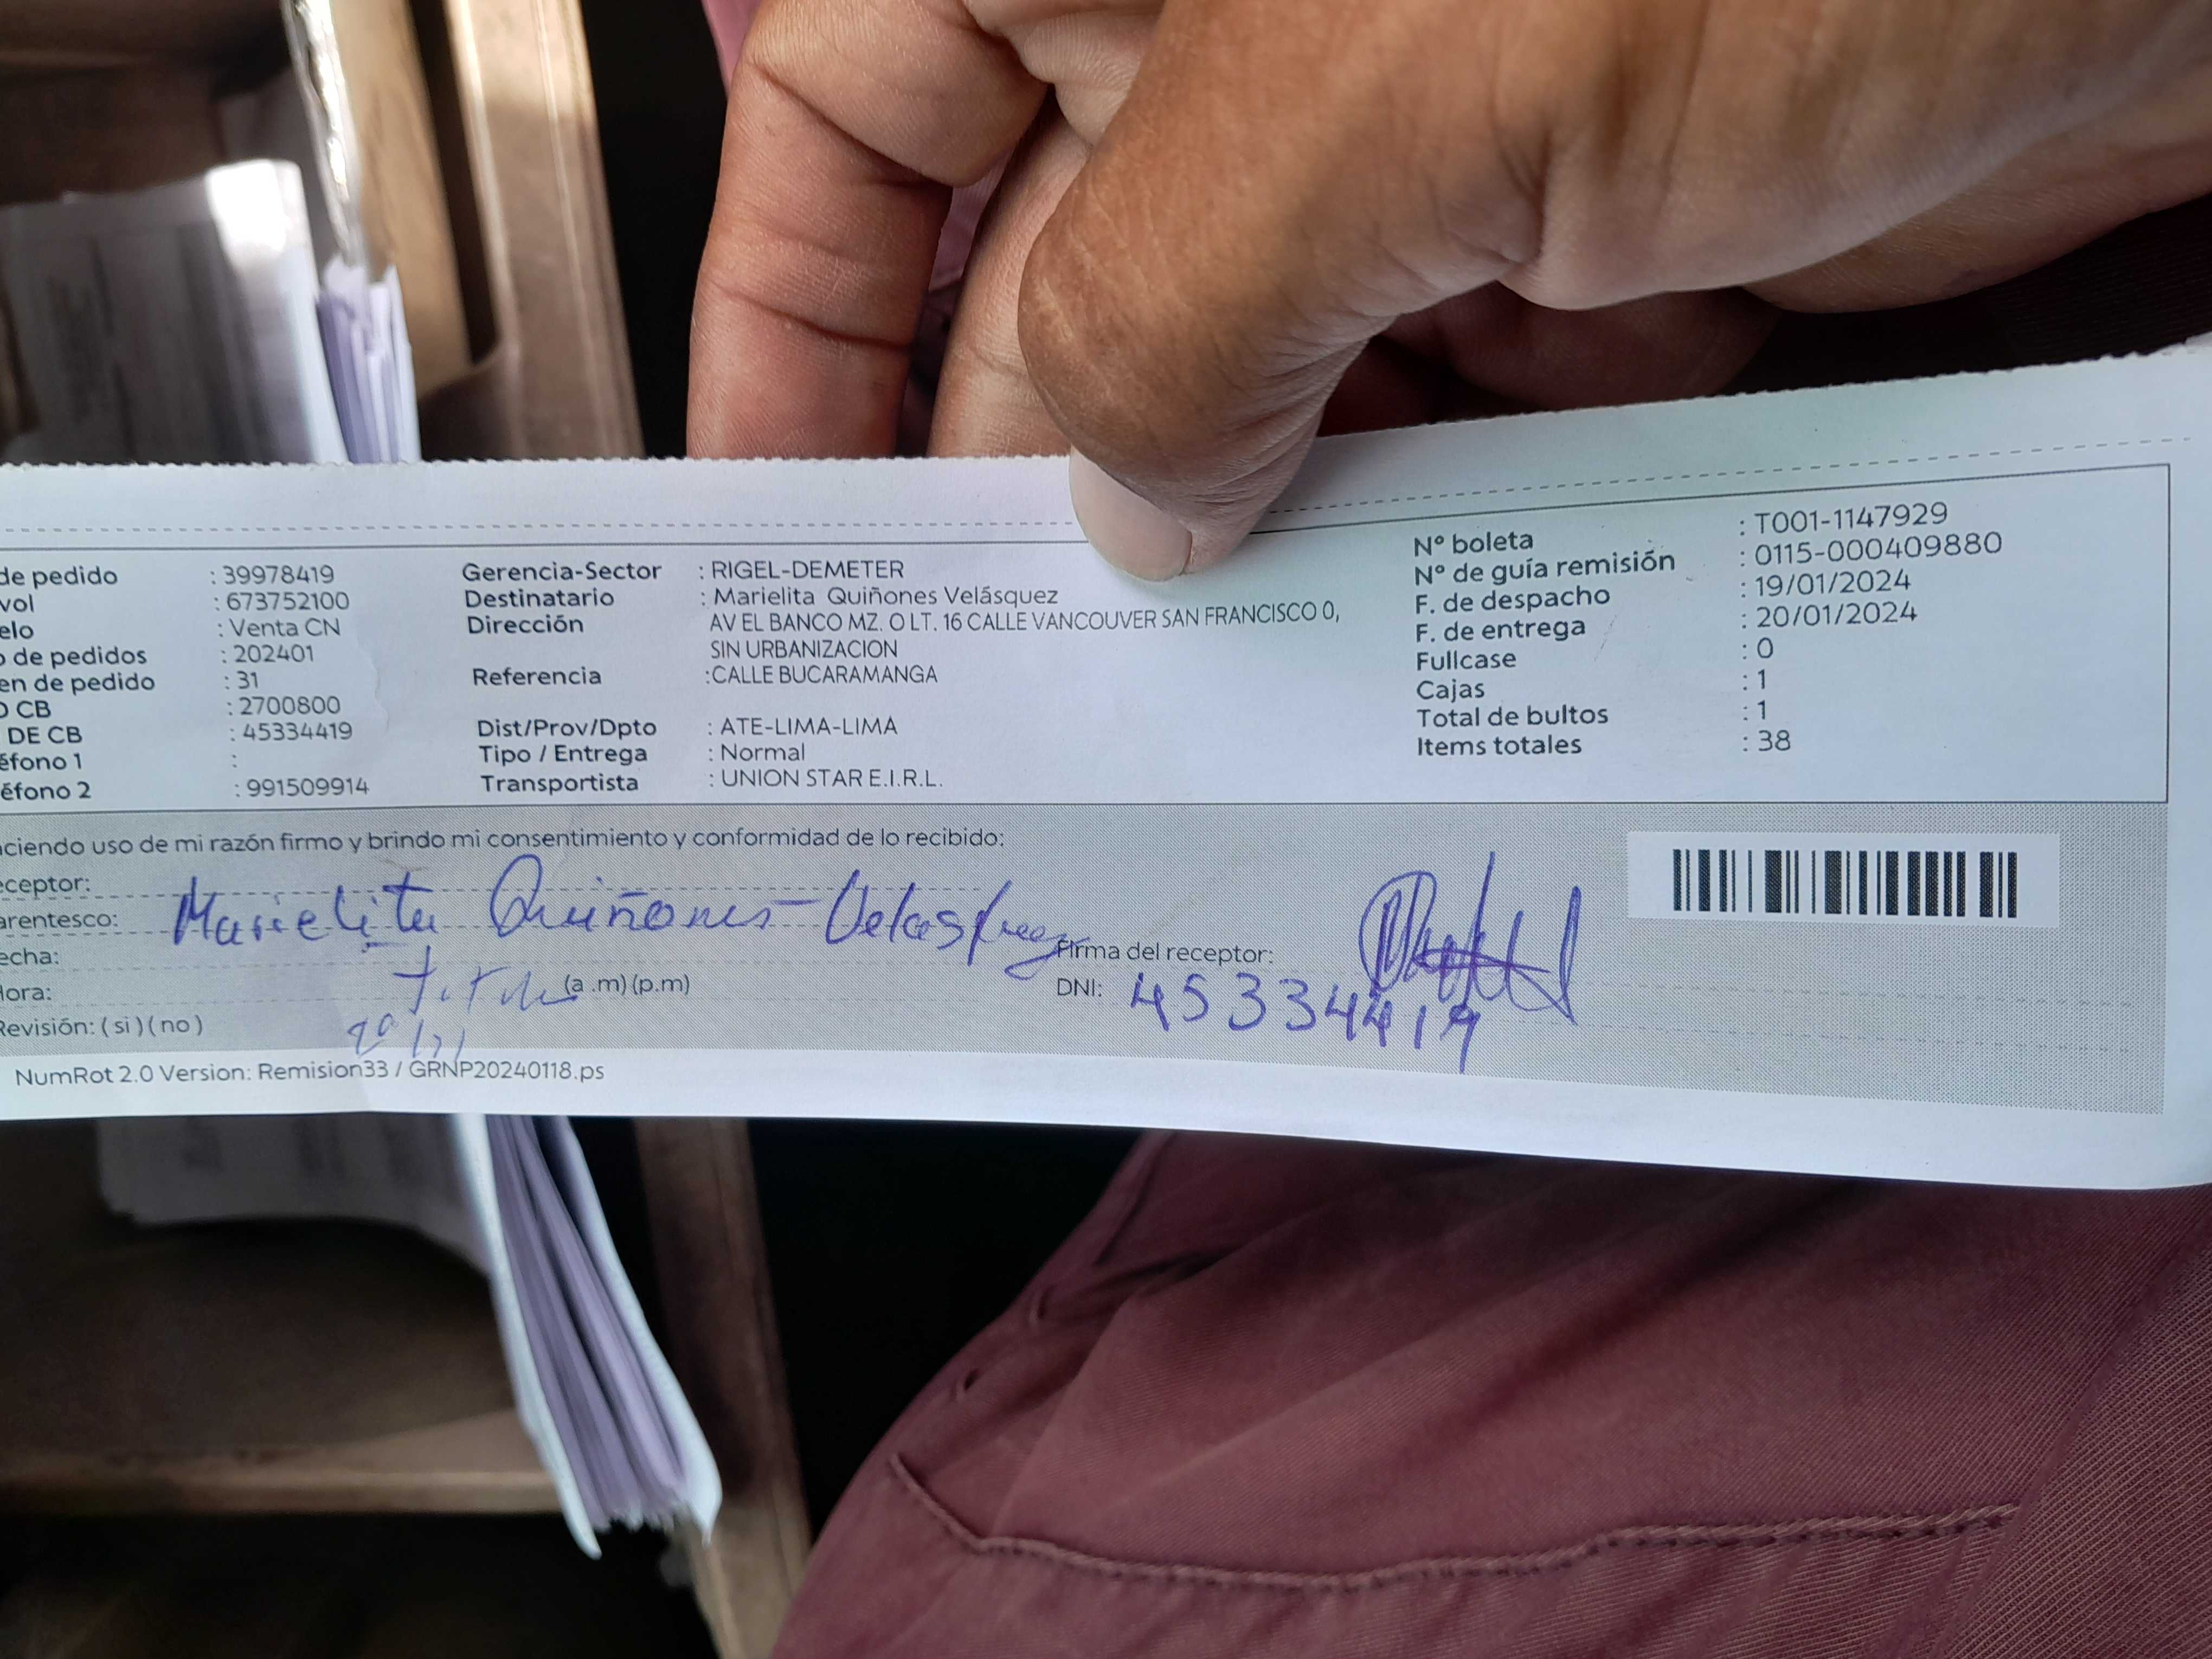 de pedido : 39978419
vol : 673752100
elo : Venta CN
o de pedidos : 202401
en de pedido : 31
O CB : 2700800
DE CB : 45334419
éfono 1 :
éfono 2 : 991509914
Gerencia-Sector : RIGEL-DEMETER
Destinatario : Marielita Quiñones Velásquez
Dirección AV EL BANCO MZ. O LT. 16 CALLE VANCOUVER SAN FRANCISCO 0,
SIN URBANIZACION
Referencia :CALLE BUCARAMANGA
Dist/Prov/Dpto : ATE-LIMA-LIMA
Tipo / Entrega : Normal
Transportista : UNION STAR E.I.R.L.
N° boleta : T001-1147929
N° de guía remisión : 0115-000409880
F. de despacho : 19/01/2024
F. de entrega : 20/01/2024
Fullcase : 0
Cajas : 1
Total de bultos : 1
Items totales : 38
ciendo uso de mi razón firmo y brindo mi consentimiento y conformidad de lo recibido:
ceptor:
arentesco: Marielita Quiñones Velasquez
echa:
Hora: (a .m) (p.m)
Revisión: ( si ) ( no )
Firma del receptor:
DNI: 45334419
NumRot 2.0 Version: Remision33 / GRNP20240118.ps